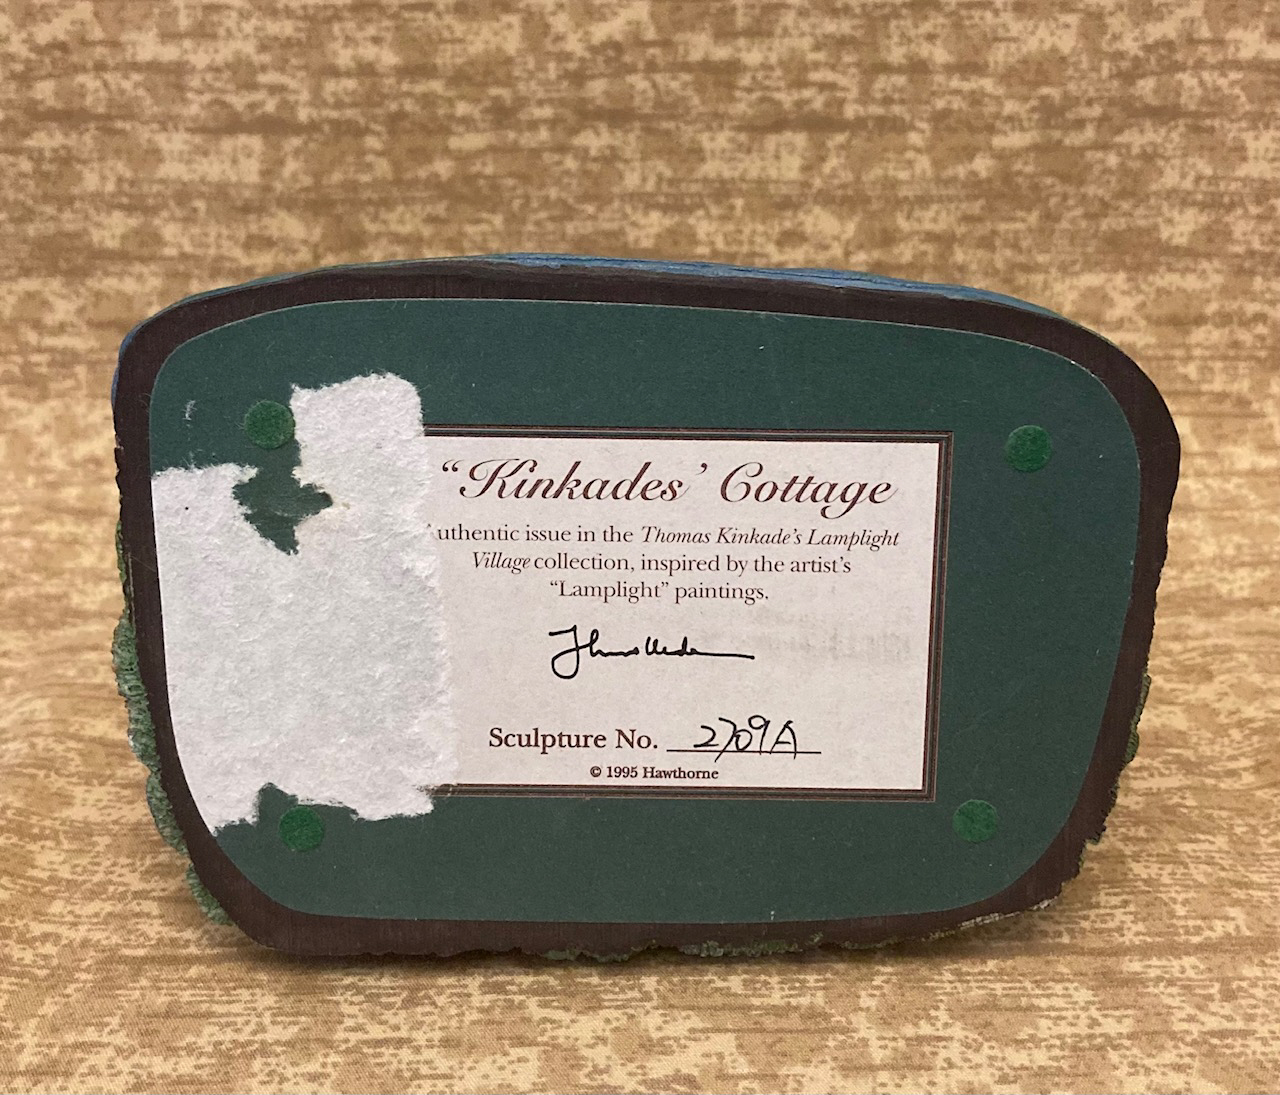 "Kinkades' Cottage
uthentic issue in the Thomas Kinkade's Lamplight
Village collection, inspired by the artist's
"Lamplight" paintings.
Sculpture No. 2709A
© 1995 Hawthorne